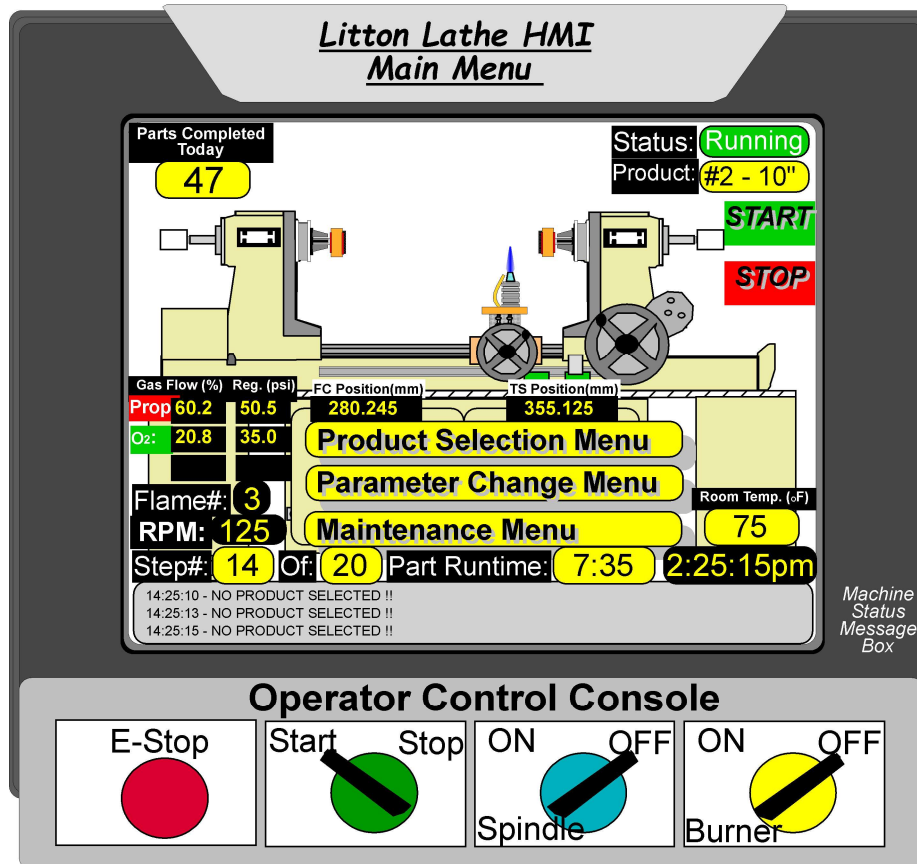 Litton Lathe HMI
Main Menu
Parts Completed
Today
47
Status: Running
Product: #2 - 10"
START
STOP
Gas Flow (%) Reg. (psi)
Prop 60.2 50.5
O2: 20.8 35.0
FC Position(mm) TS Position(mm)
280.245 355.125
Product Selection Menu
Parameter Change Menu
Maintenance Menu
Flame#: 3
RPM: 125
Room Temp. (oF)
75
Step#: 14 Of: 20 Part Runtime: 7:35 2:25:15pm
14:25:10 - NO PRODUCT SELECTED !!
14:25:13 - NO PRODUCT SELECTED !!
14:25:15 - NO PRODUCT SELECTED !!
Machine
Status
Message
Box
Operator Control Console
E-Stop
Start Stop
ON OFF
Spindle
ON OFF
Burner